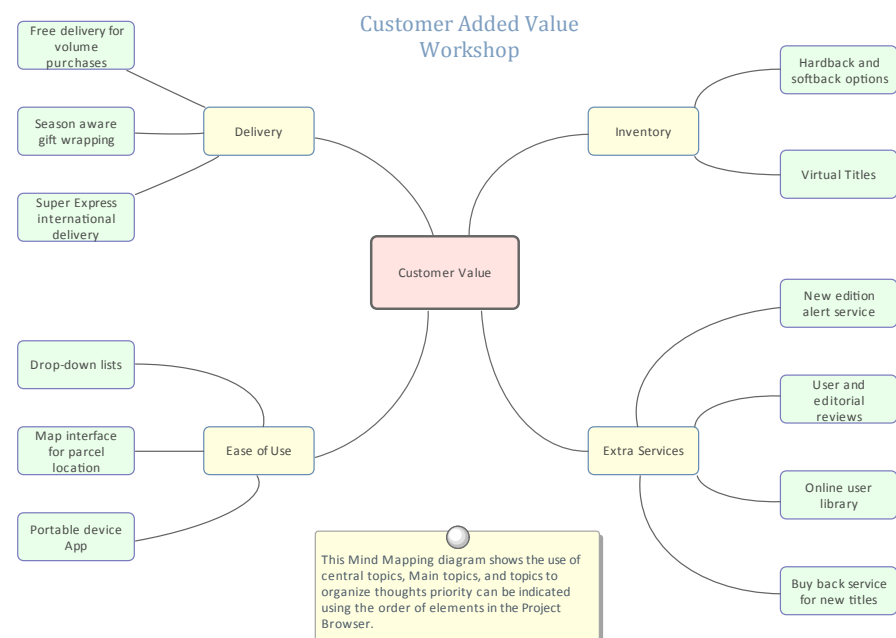 Customer Added Value
Workshop
Free delivery for
volume
purchases
Season aware
gift wrapping
Super Express
international
delivery
Delivery
Inventory
Hardback and
softback options
Virtual Titles
Customer Value
Drop-down lists
Map interface
for parcel
location
Portable device
App
Ease of Use
Extra Services
New edition
alert service
User and
editorial
reviews
Online user
library
Buy back service
for new titles
This Mind Mapping diagram shows the use of
central topics, Main topics, and topics to
organize thoughts priority can be indicated
using the order of elements in the Project
Browser.